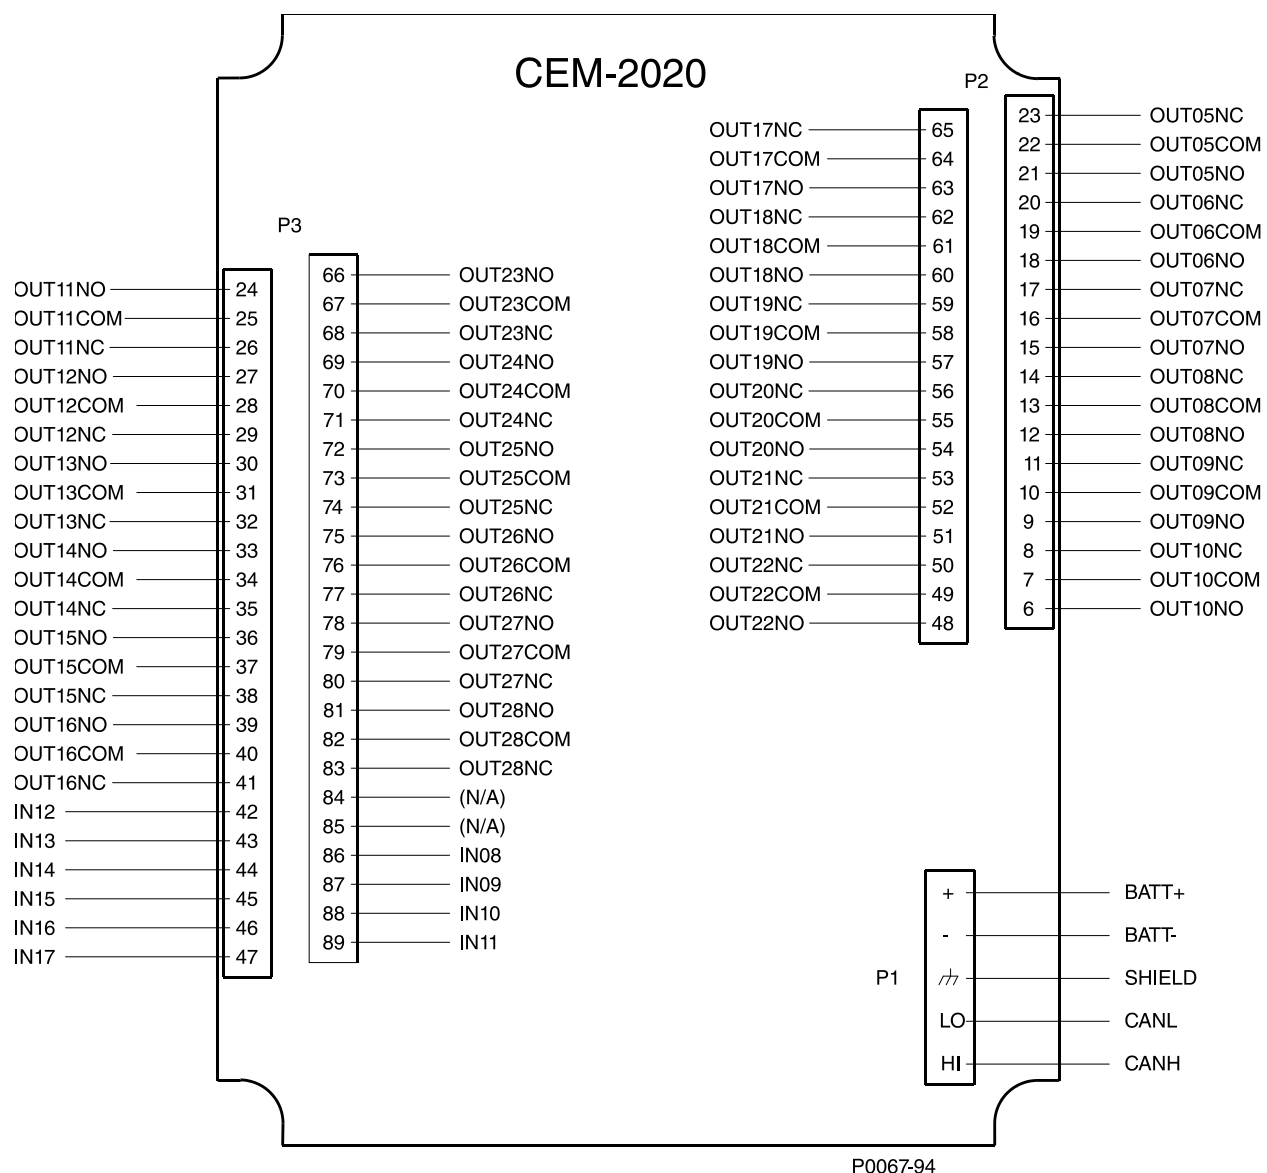 CEM-2020
P2
OUT17NC 65
OUT17COM 64
OUT17NO 63
OUT18NC 62
OUT18COM 61
OUT18NO 60
OUT19NC 59
OUT19COM 58
OUT19NO 57
OUT20NC 56
OUT20COM 55
OUT20NO 54
OUT21NC 53
OUT21COM 52
OUT21NO 51
OUT22NC 50
OUT22COM 49
OUT22NO 48
23 OUT05NC
22 OUT05COM
21 OUT05NO
20 OUT06NC
19 OUT06COM
18 OUT06NO
17 OUT07NC
16 OUT07COM
15 OUT07NO
14 OUT08NC
13 OUT08COM
12 OUT08NO
11 OUT09NC
10 OUT09COM
9 OUT09NO
8 OUT10NC
7 OUT10COM
6 OUT10NO
P3
OUT11NO 24
OUT11COM 25
OUT11NC 26
OUT12NO 27
OUT12COM 28
OUT12NC 29
OUT13NO 30
OUT13COM 31
OUT13NC 32
OUT14NO 33
OUT14COM 34
OUT14NC 35
OUT15NO 36
OUT15COM 37
OUT15NC 38
OUT16NO 39
OUT16COM 40
OUT16NC 41
IN12 42
IN13 43
IN14 44
IN15 45
IN16 46
IN17 47
66 OUT23NO
67 OUT23COM
68 OUT23NC
69 OUT24NO
70 OUT24COM
71 OUT24NC
72 OUT25NO
73 OUT25COM
74 OUT25NC
75 OUT26NO
76 OUT26COM
77 OUT26NC
78 OUT27NO
79 OUT27COM
80 OUT27NC
81 OUT28NO
82 OUT28COM
83 OUT28NC
84 (N/A)
85 (N/A)
86 IN08
87 IN09
88 IN10
89 IN11
P1
+ BATT+
- BATT-
SHIELD
LO CANL
HI CANH
P0067-94